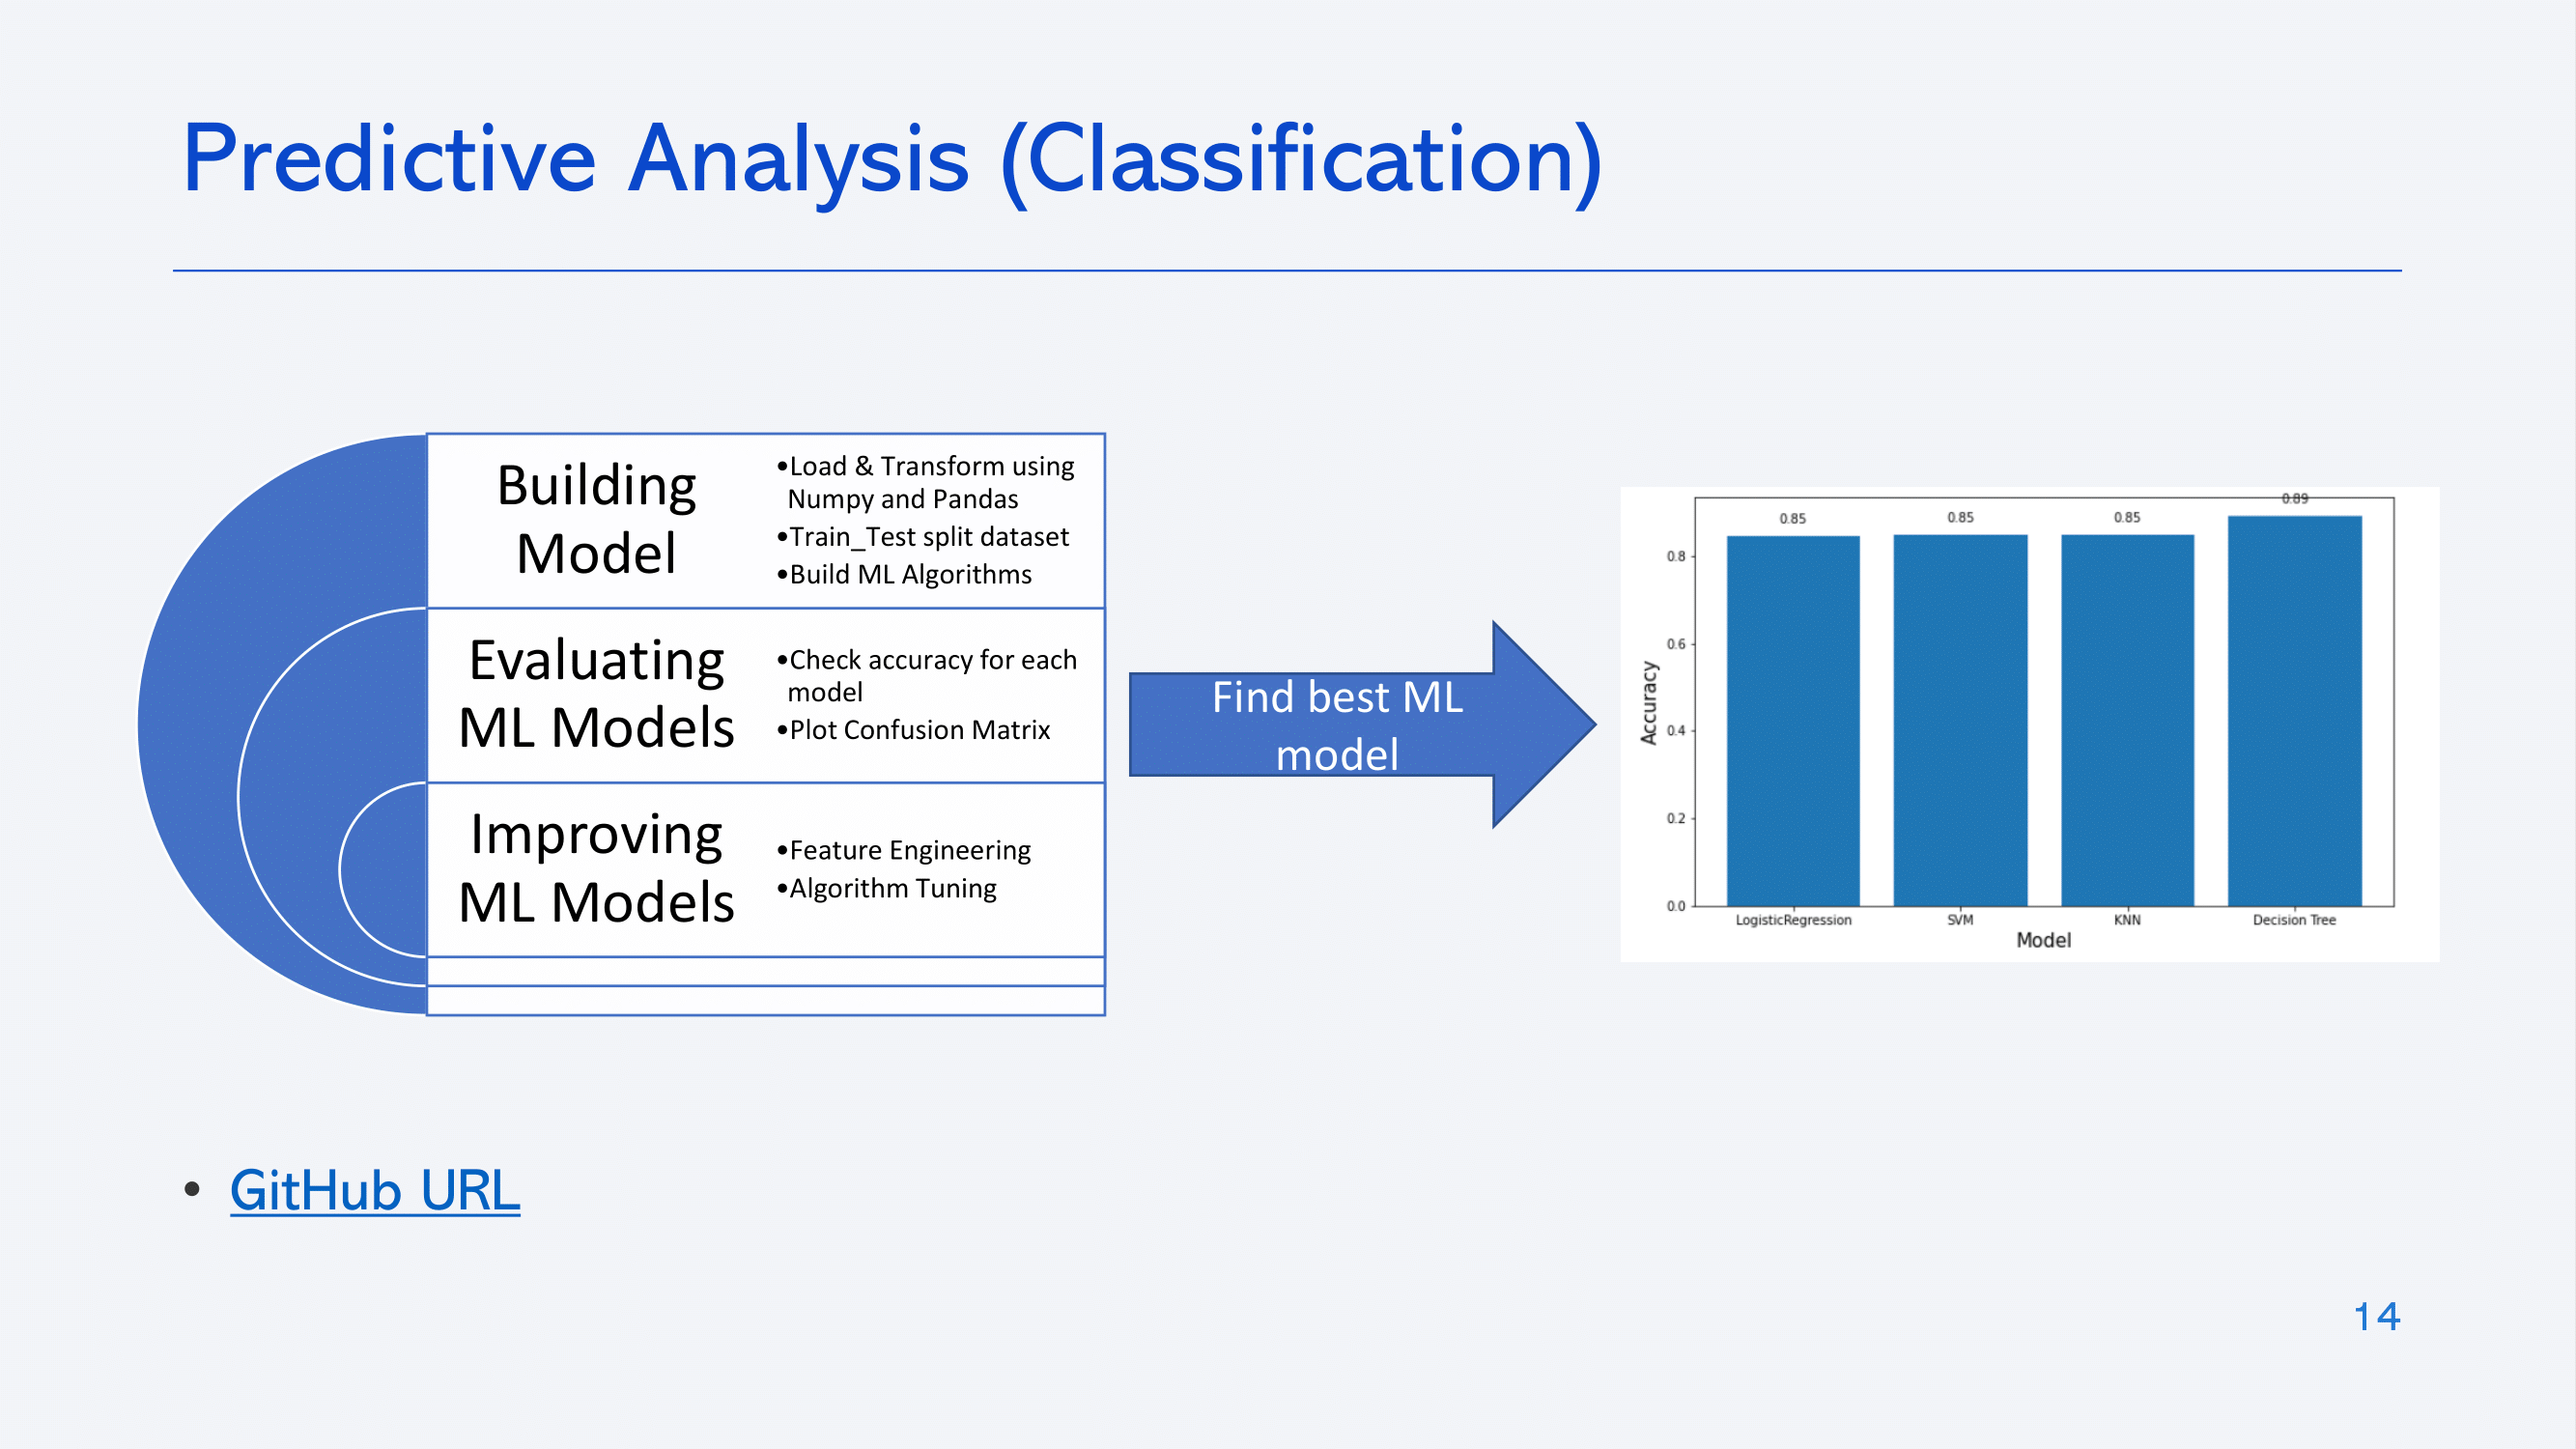 Predictive Analysis (Classification)
Building
Model
•Load & Transform using
Numpy and Pandas
•Train_Test split dataset
•Build ML Algorithms
Evaluating
ML Models
•Check accuracy for each
model
•Plot Confusion Matrix
Improving
ML Models
•Feature Engineering
•Algorithm Tuning
Find best ML
model
0.85
0.85
0.85
0.89
0.8
0.6
0.4
0.2
0.0
Accuracy
LogisticRegression
SVM
KNN
Decision Tree
Model
• GitHub URL
14